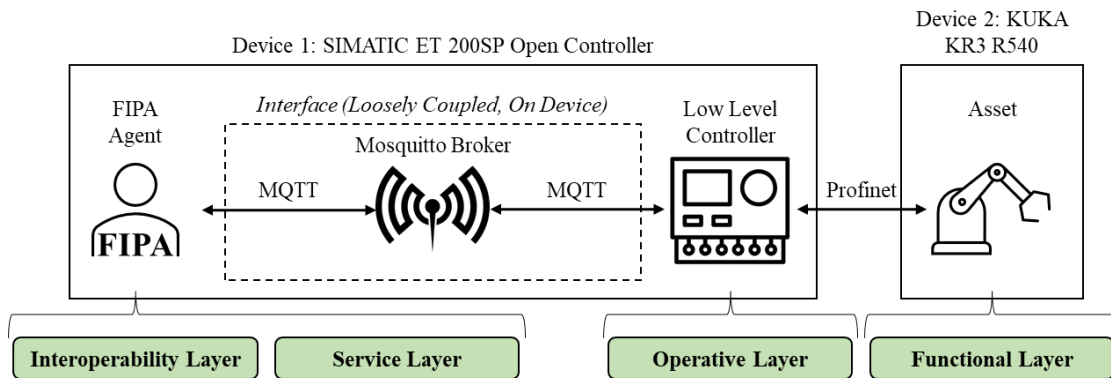 Device 1: SIMATIC ET 200SP Open Controller
Device 2: KUKA
KR3 R540
FIPA
Agent
FIPA
Interface (Loosely Coupled, On Device)
Mosquitto Broker
MQTT
MQTT
Low Level
Controller
Profinet
Asset
Interoperability Layer
Service Layer
Operative Layer
Functional Layer